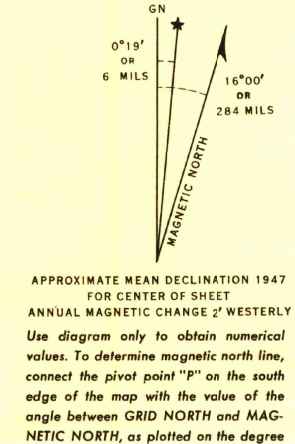 GN
0°19'
OR
6 MILS
16°00'
OR
284 MILS
MAGNETIC NORTH
APPROXIMATE MEAN DECLINATION 1947
FOR CENTER OF SHEET
ANNUAL MAGNETIC CHANGE 2' WESTERLY
Use diagram only to obtain numerical
values. To determine magnetic north line,
connect the pivot point "P" on the south
edge of the map with the value of the
angle between GRID NORTH and MAG-
NETIC NORTH, as plotted on the degree